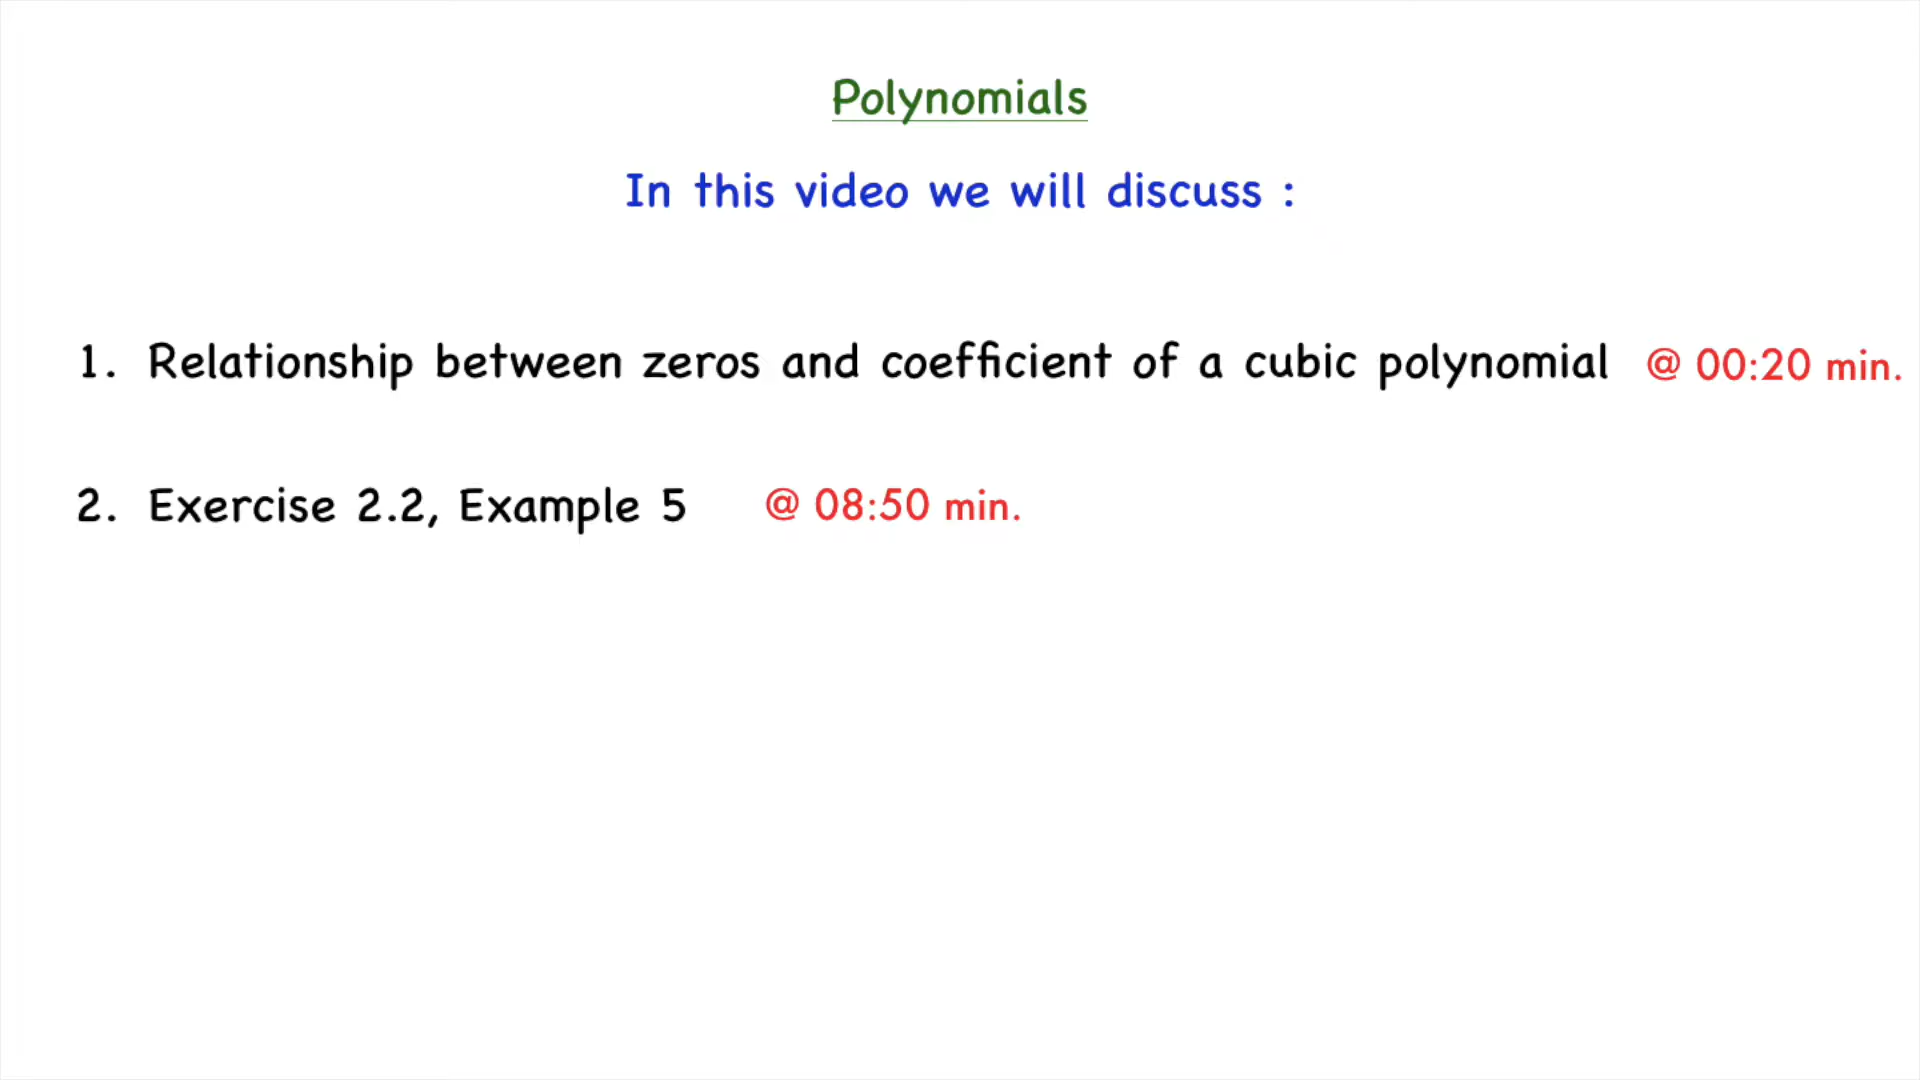 Polynomials
In this video we will discuss :
1. Relationship between zeros and coefficient of a cubic polynomial @ 00:20 min.
2. Exercise 2.2, Example 5 @ 08:50 min.